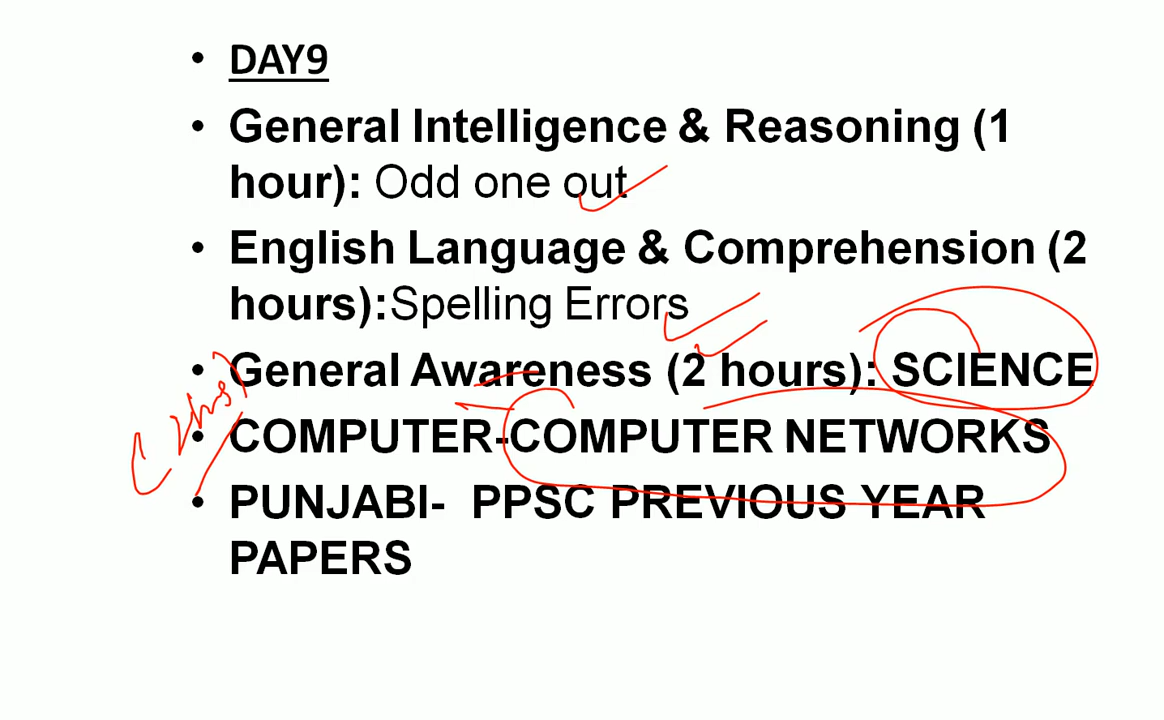 • DAY9
• General Intelligence & Reasoning (1
hour): Odd one out
• English Language & Comprehension (2
hours):Spelling Errors
• General Awareness (2 hours): SCIENCE
(2hrs)
• COMPUTER-COMPUTER NETWORKS
• PUNJABI- PPSC PREVIOUS YEAR
PAPERS